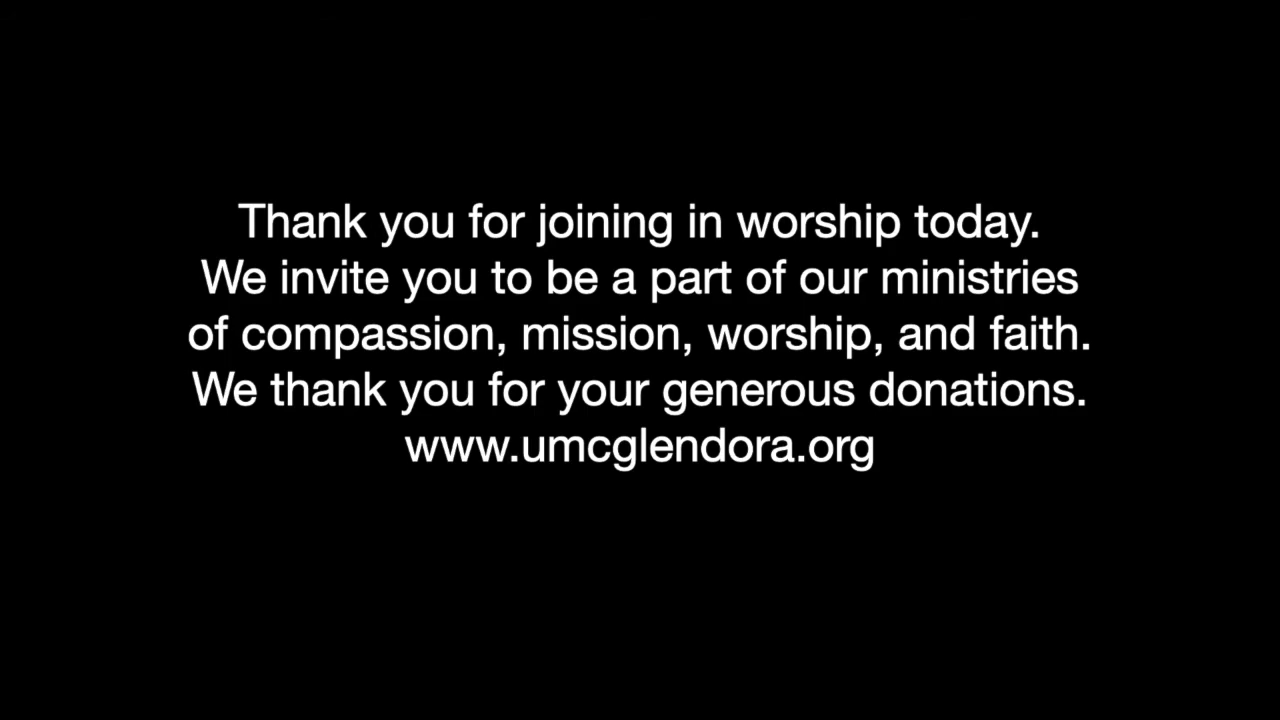 Thank you for joining in worship today.
We invite you to be a part of our ministries
of compassion, mission, worship, and faith.
We thank you for your generous donations.
www.umcglendora.org